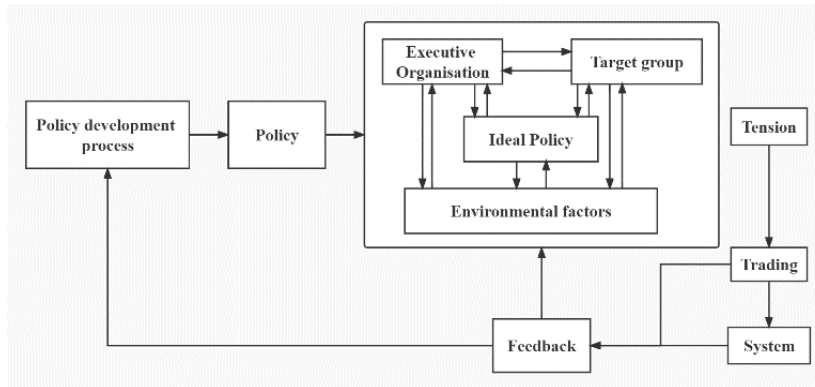 Executive
Organisation
Target group
Policy development
process
Policy
Ideal Policy
Tension
Environmental factors
Trading
Feedback
System